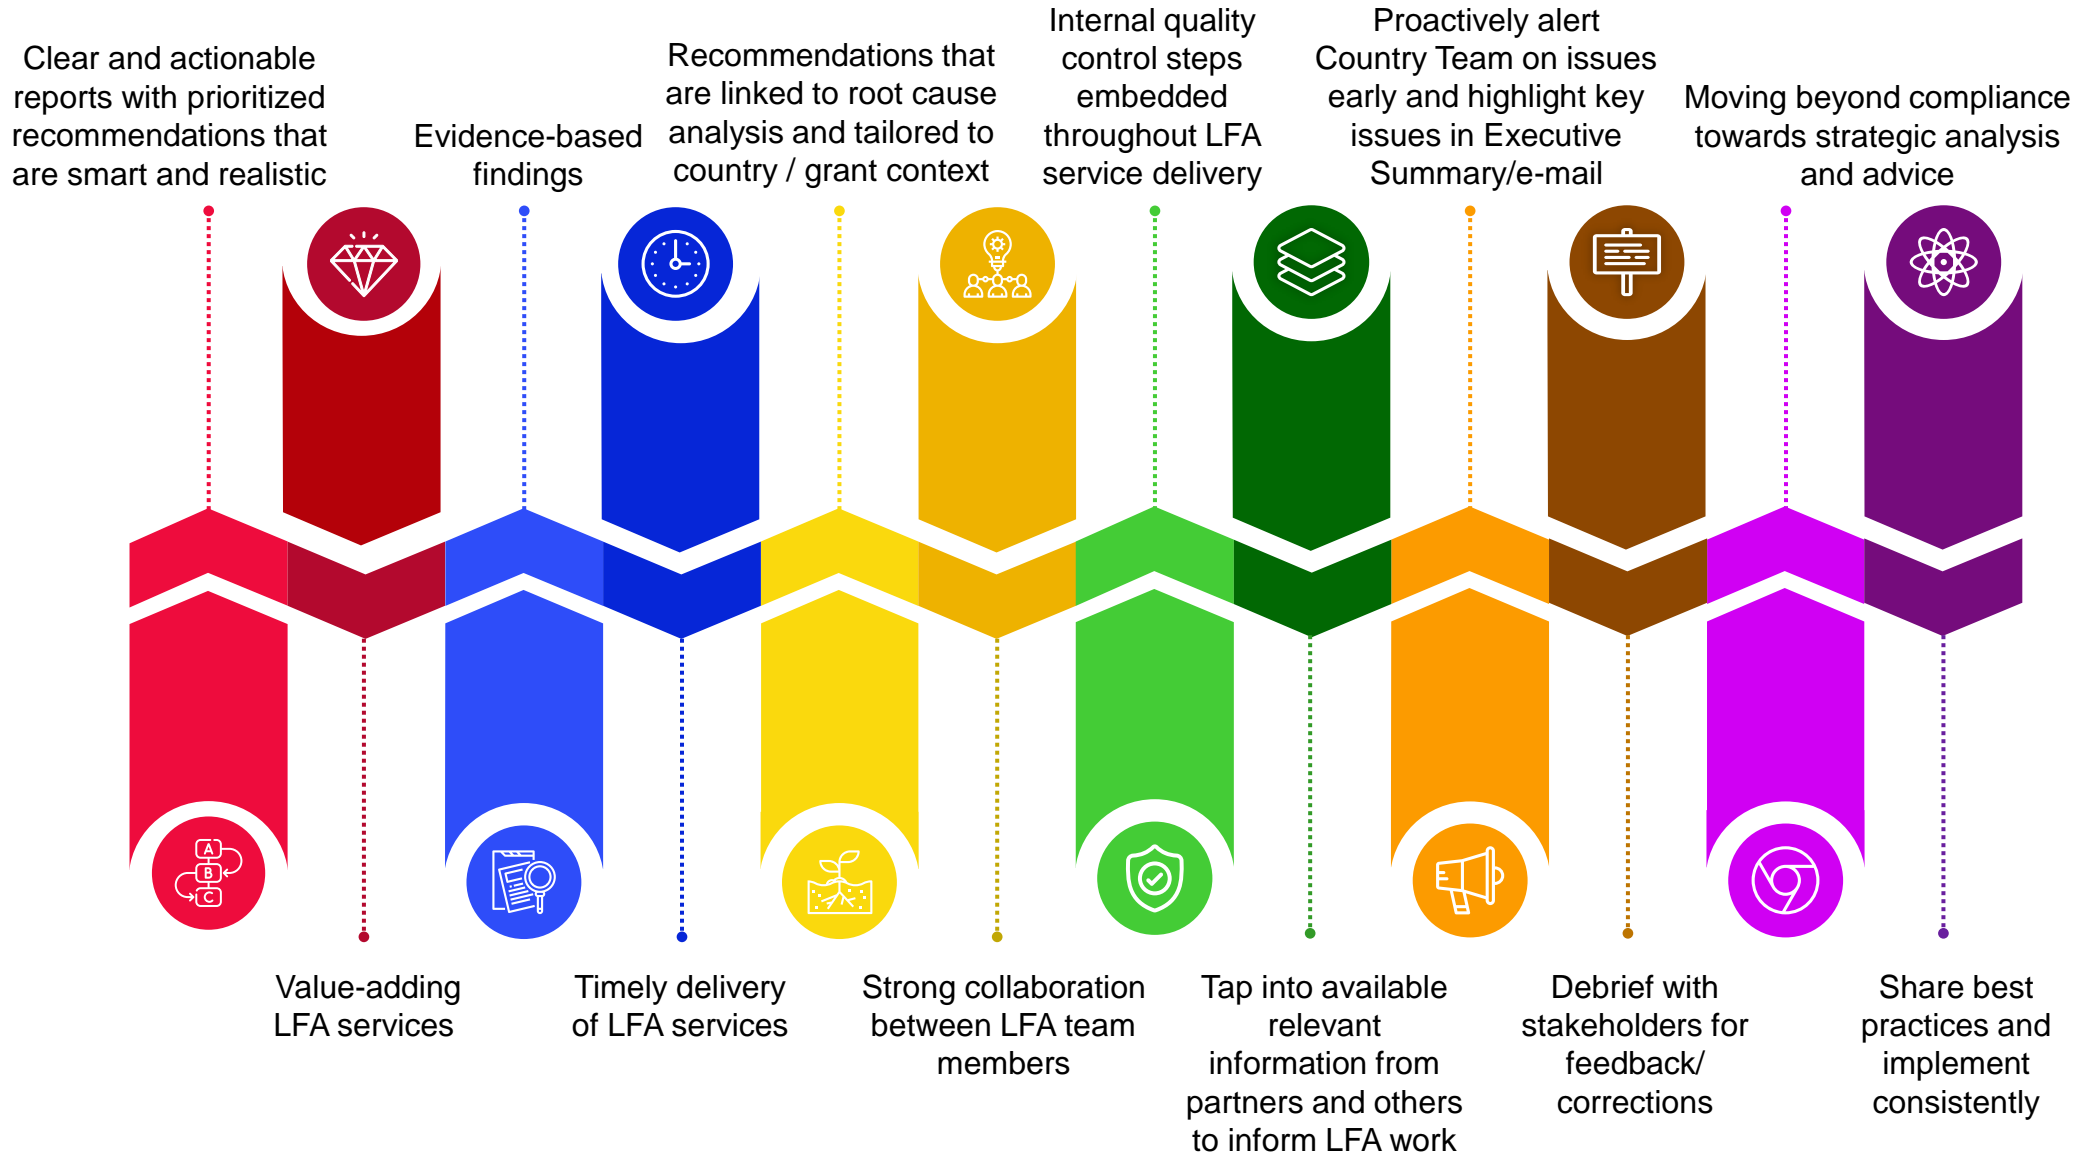 Clear and actionable
reports with prioritized
recommendations that
are smart and realistic
Evidence-based
findings
Recommendations that
are linked to root cause
analysis and tailored to
country / grant context
Internal quality
control steps
embedded
throughout LFA
service delivery
Proactively alert
Country Team on issues
early and highlight key
issues in Executive
Summary/e-mail
Moving beyond compliance
towards strategic analysis
and advice
A
B
C
Value-adding
LFA services
Timely delivery
of LFA services
Strong collaboration
between LFA team
members
Tap into available
relevant
information from
partners and others
to inform LFA work
Debrief with
stakeholders for
feedback/
corrections
Share best
practices and
implement
consistently